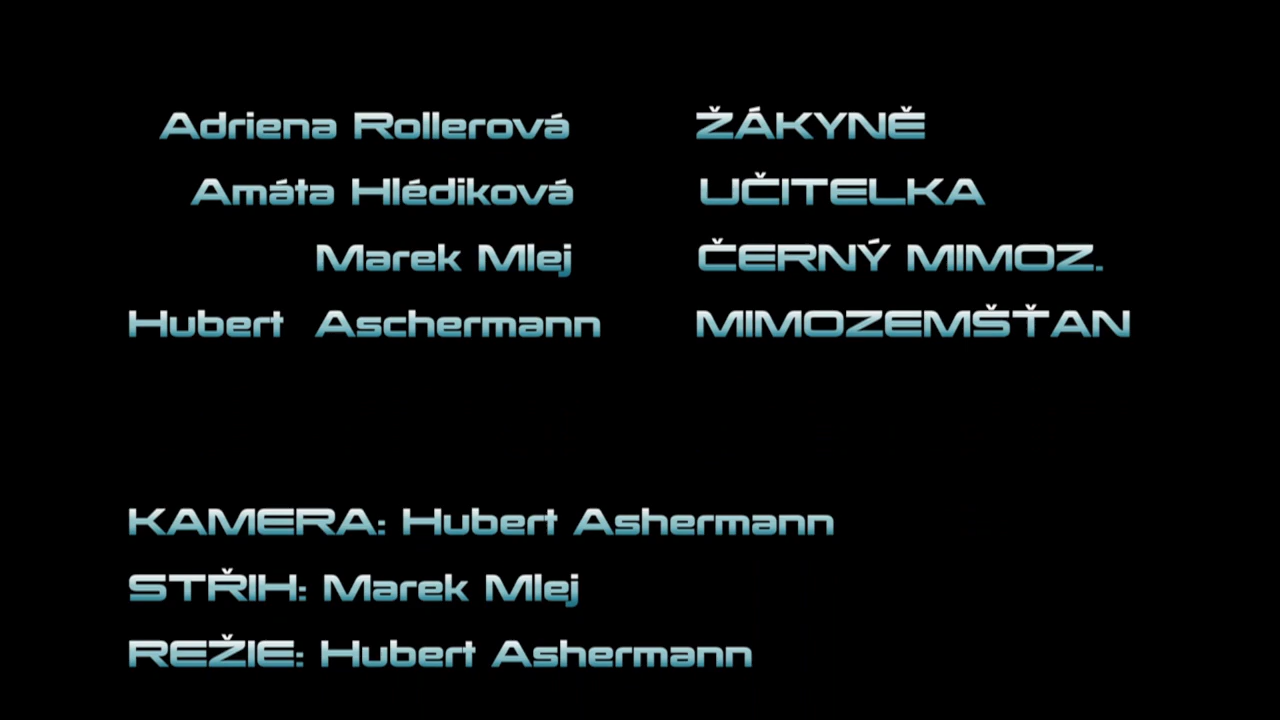 Adriena Rollerová ŽÁKYNĚ
Amáta Hlédiková UČITELKA
Marek Mlej ČERNÝ MIMOZ.
Hubert Aschermann MIMOZEMŠŤAN
KAMERA: Hubert Ashermann
STŘIH: Marek Mlej
REŽIE: Hubert Ashermann